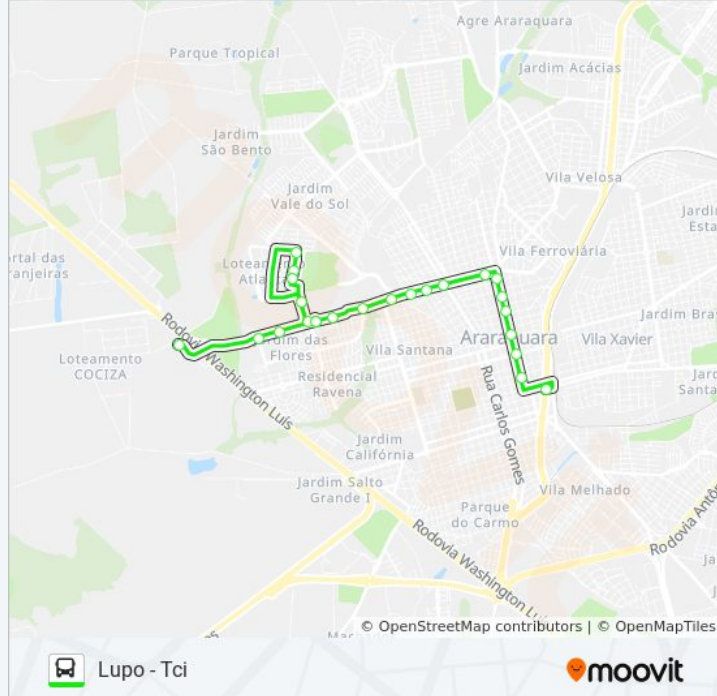 Agre Araraquara
Parque Tropical
Jardim Acácias
Jardim
São Bento
Vila Velosa
Jardim
Vale do Sol
Jardi
Esta
Vila Ferroviária
ortal das
ranjeiras
Loteamento
Atla
Rodovia Washington Luís
Jardim Bras
Araraquara
Vila Xavier
Jardim das
Flores
Vila Santana
Loteamento
COCIZA
Residencial
Ravena
Jard
Santa
Rua Carlos Gomes
Jardim
Califórnia
Jardim Salto
Grande I
Vila Melhado
Parque
do Carmo
Rodovia Antôn
Rodovia Washington Luís
© OpenStreetMap contributors | © OpenMapTiles
Lupo - Tci
moovit